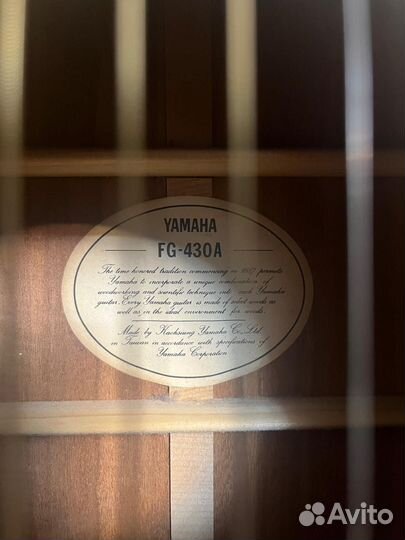 YAMAHA
FG-430A
The time honored tradition commencing in 1887 permits
Yamaha to incorporate a unique combination of
woodworking and scientific technique into each Yamaha
guitar. Every Yamaha guitar is made of select woods as
well as in the ideal environment for woods.
Made by Kaohsiung Yamaha Co., Ltd.
in Taiwan in accordance with specifications of
Yamaha Corporation
Avito